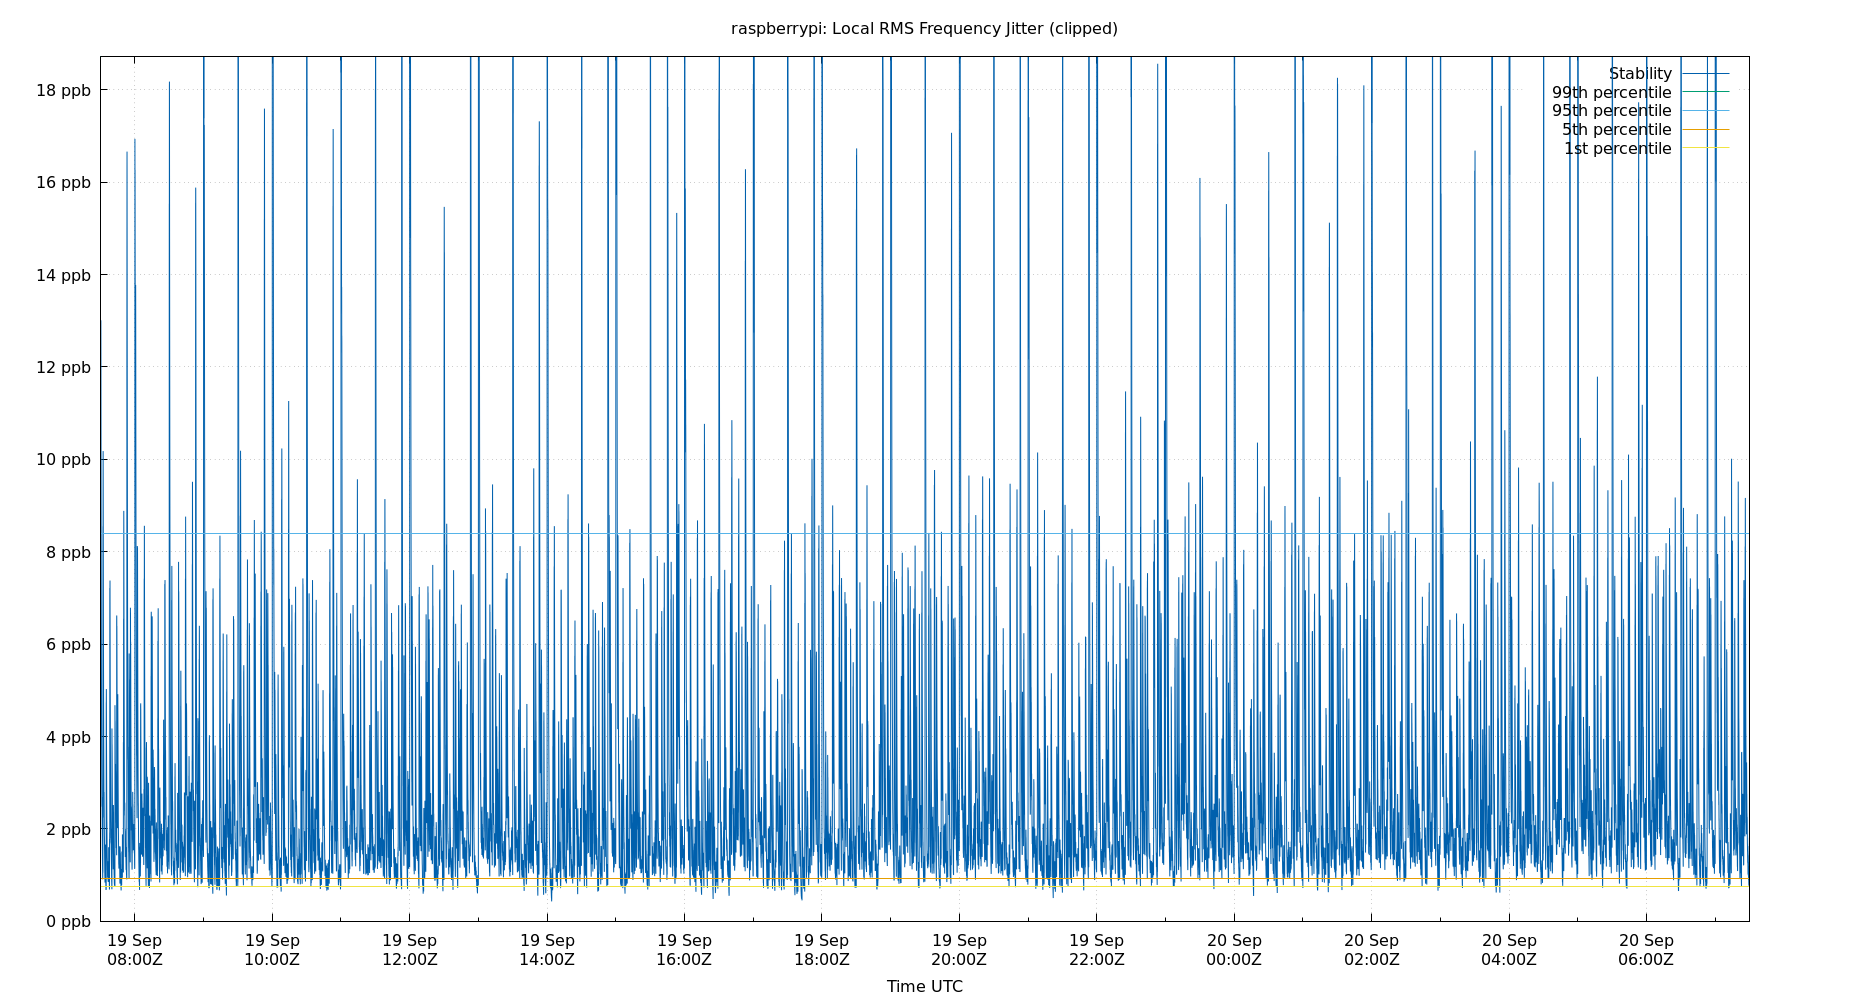 raspberrypi: Local RMS Frequency Jitter (clipped)
18 ppb
16 ppb
14 ppb
12 ppb
10 ppb
8 ppb
6 ppb
4 ppb
2 ppb
0 ppb
Stability
99th percentile
95th percentile
5th percentile
1st percentile
19 Sep 19 Sep 19 Sep 19 Sep 19 Sep 19 Sep 19 Sep 19 Sep 20 Sep 20 Sep 20 Sep 20 Sep
08:00Z 10:00Z 12:00Z 14:00Z 16:00Z 18:00Z 20:00Z 22:00Z 00:00Z 02:00Z 04:00Z 06:00Z
Time UTC